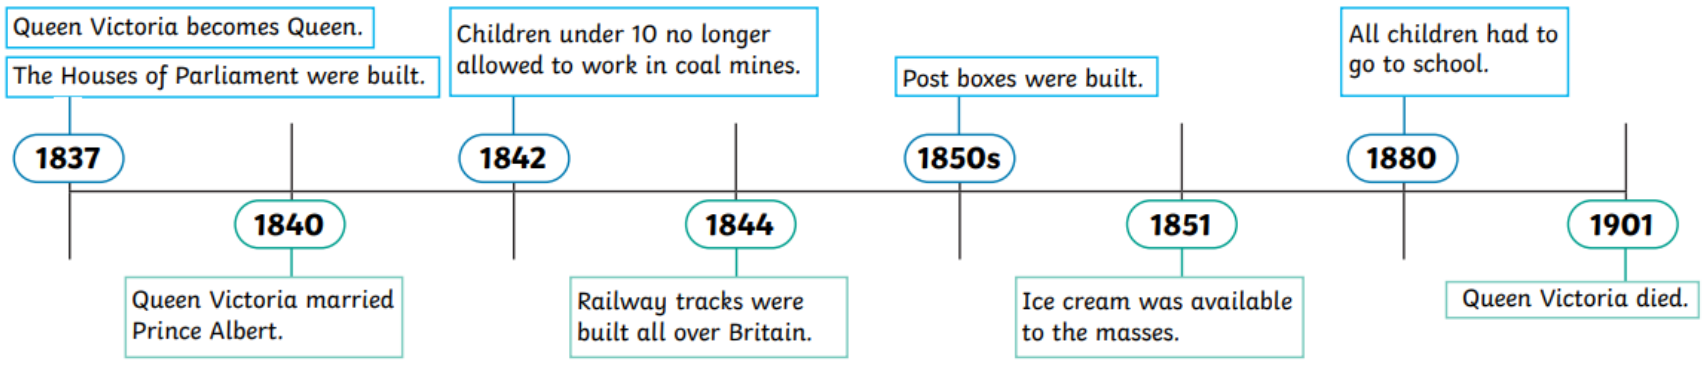 Queen Victoria becomes Queen.
The Houses of Parliament were built.
1837
1840
Queen Victoria married
Prince Albert.
Children under 10 no longer
allowed to work in coal mines.
1842
1844
Railway tracks were
built all over Britain.
Post boxes were built.
1850s
1851
Ice cream was available
to the masses.
All children had to
go to school.
1880
1901
Queen Victoria died.